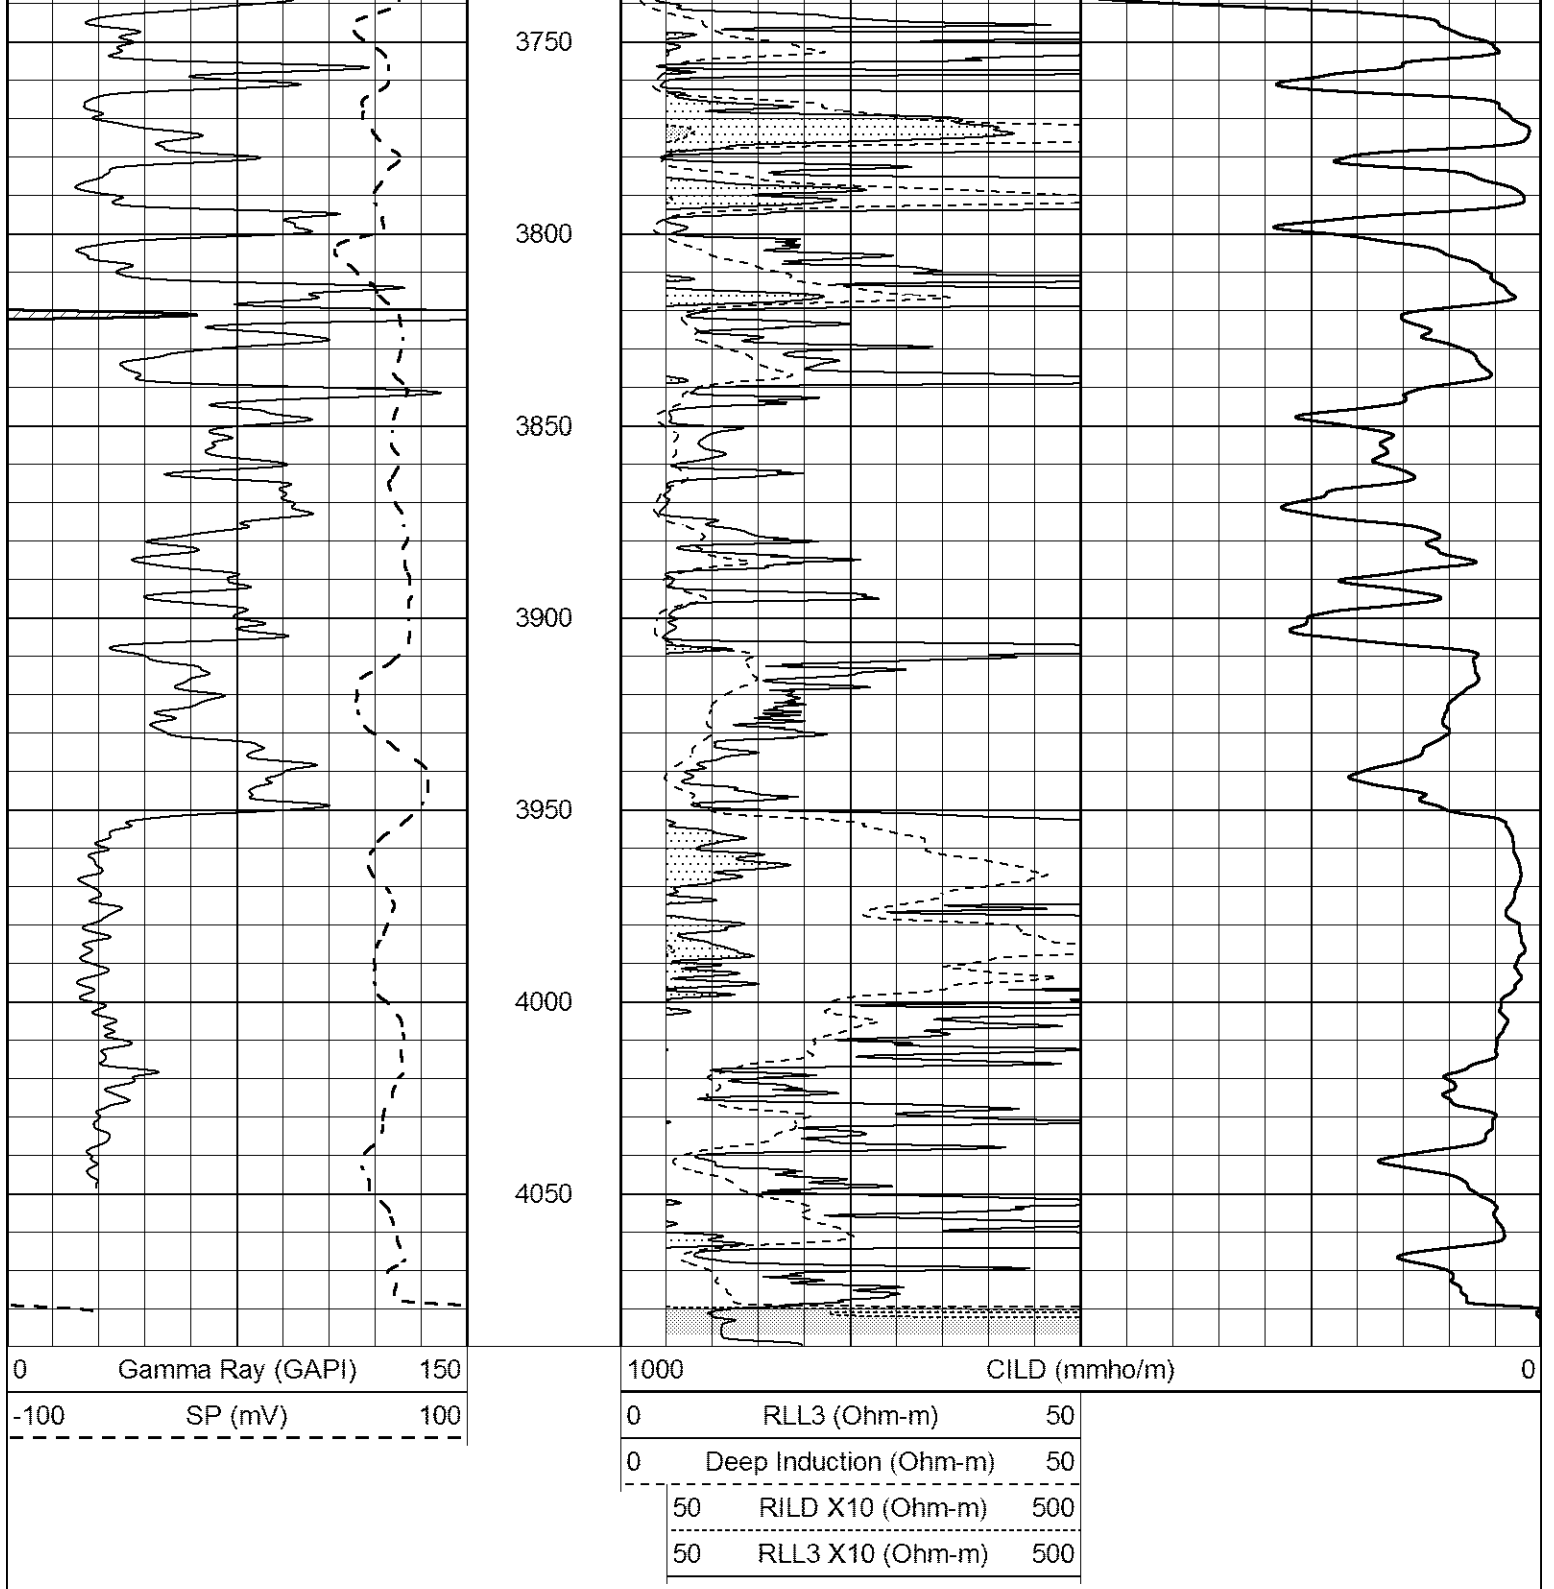 3750
3800
3850
3900
3950
4000
4050
0 Gamma Ray (GAPI) 150
1000 CILD (mmho/m) 0
-100 SP (mV) 100
0 RLL3 (Ohm-m) 50
0 Deep Induction (Ohm-m) 50
50 RILD X10 (Ohm-m) 500
50 RLL3 X10 (Ohm-m) 500